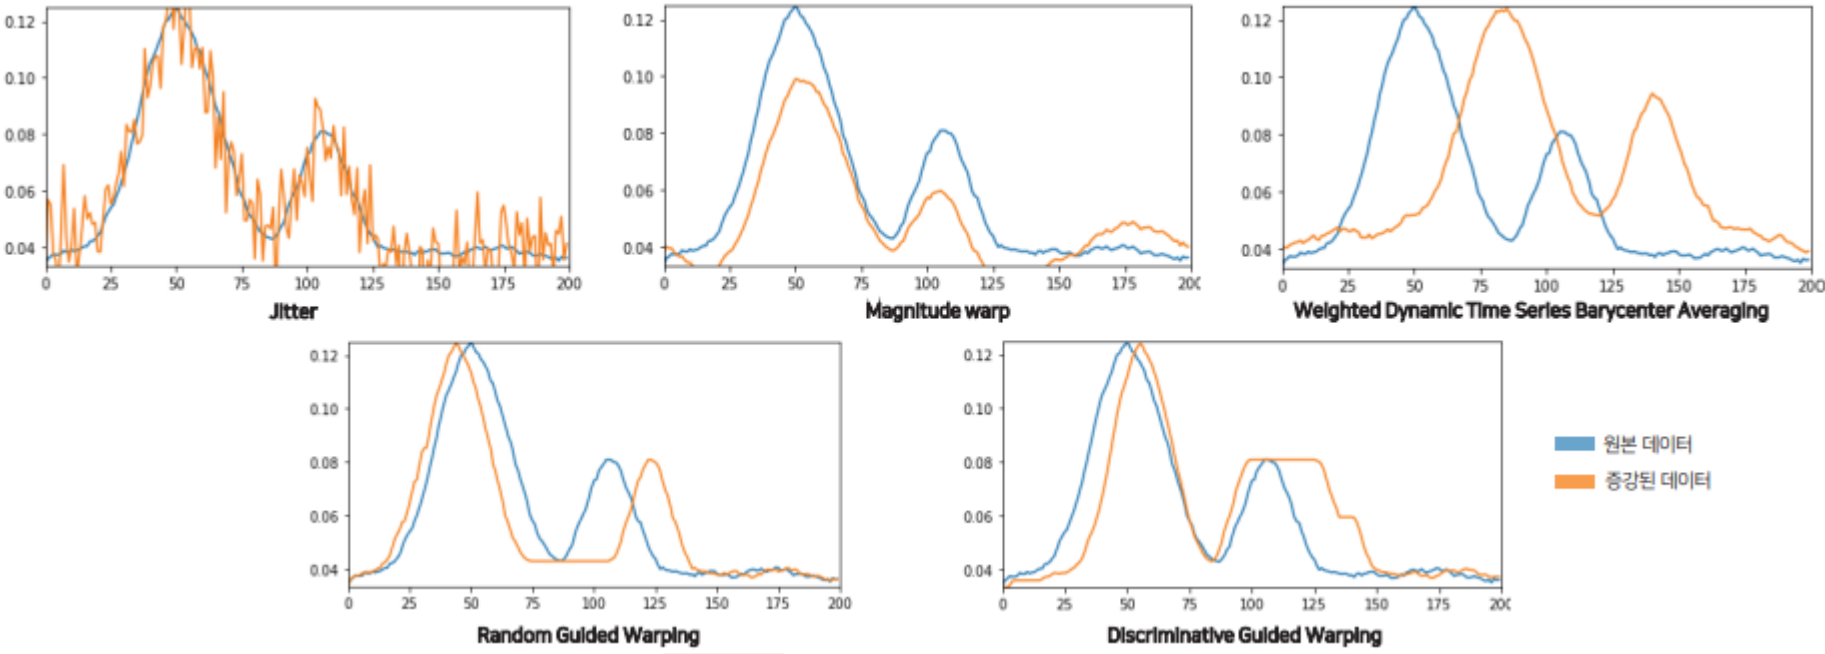 0.12
0.10
0.08
0.06
0.04
0 25 50 75 100 125 150 175 200
Jitter
0.12
0.10
0.08
0.06
0.04
0 25 50 75 100 125 150 175 200
Magnitude warp
0.12
0.10
0.08
0.06
0.04
0 25 50 75 100 125 150 175 200
Weighted Dynamic Time Series Barycenter Averaging
0.12
0.10
0.08
0.06
0.04
0 25 50 75 100 125 150 175 200
Random Guided Warping
0.12
0.10
0.08
0.06
0.04
0 25 50 75 100 125 150 175 200
Discriminative Guided Warping
원본 데이터
증강된 데이터